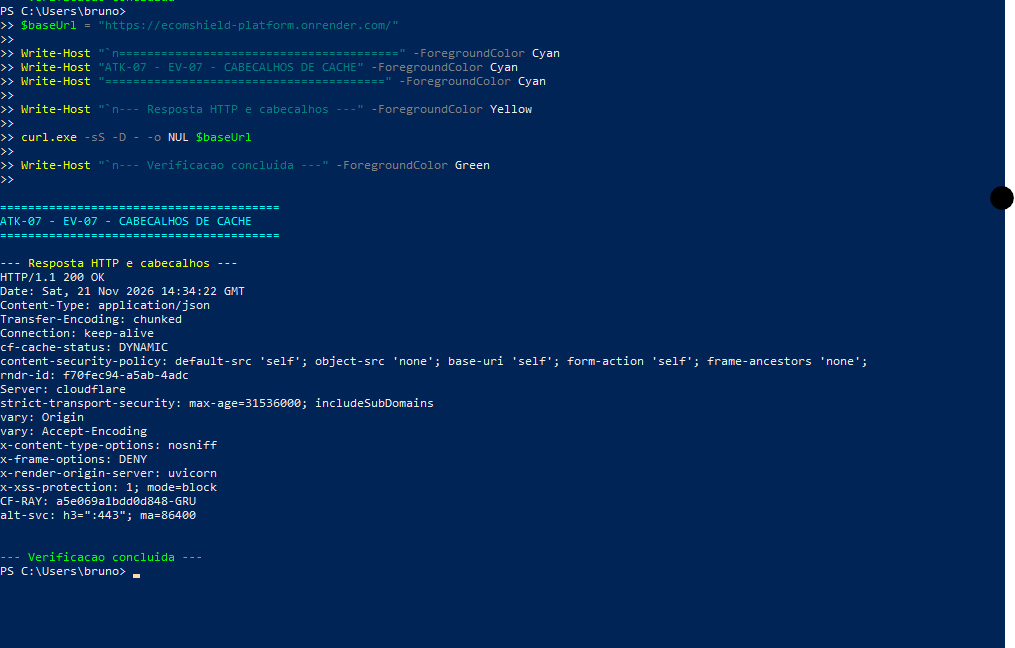 PS C:\Users\bruno>
>> $baseUrl = "https://ecomshield-platform.onrender.com/"
>>
>> Write-Host "`n========================================" -ForegroundColor Cyan
>> Write-Host "ATK-07 - EV-07 - CABECALHOS DE CACHE" -ForegroundColor Cyan
>> Write-Host "========================================" -ForegroundColor Cyan
>>
>> Write-Host "`n--- Resposta HTTP e cabecalhos ---" -ForegroundColor Yellow
>>
>> curl.exe -sS -D - -o NUL $baseUrl
>>
>> Write-Host "`n--- Verificacao concluida ---" -ForegroundColor Green
>>
========================================
ATK-07 - EV-07 - CABECALHOS DE CACHE
========================================
--- Resposta HTTP e cabecalhos ---
HTTP/1.1 200 OK
Date: Sat, 21 Nov 2026 14:34:22 GMT
Content-Type: application/json
Transfer-Encoding: chunked
Connection: keep-alive
cf-cache-status: DYNAMIC
content-security-policy: default-src 'self'; object-src 'none'; base-uri 'self'; form-action 'self'; frame-ancestors 'none';
rndr-id: f70fec94-a5ab-4adc
Server: cloudflare
strict-transport-security: max-age=31536000; includeSubDomains
vary: Origin
vary: Accept-Encoding
x-content-type-options: nosniff
x-frame-options: DENY
x-render-origin-server: uvicorn
x-xss-protection: 1; mode=block
CF-RAY: a5e069a1bdd0d848-GRU
alt-svc: h3=":443"; ma=86400
--- Verificacao concluida ---
PS C:\Users\bruno>